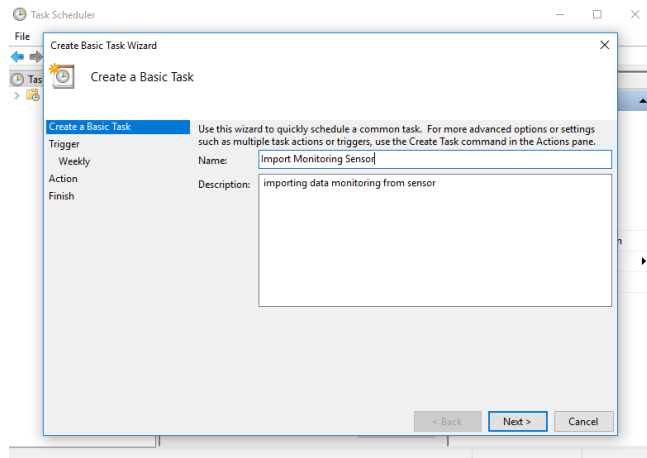 Task Scheduler
File
Tas
Create Basic Task Wizard
Create a Basic Task
Create a Basic Task
Trigger
Weekly
Action
Finish
Use this wizard to quickly schedule a common task. For more advanced options or settings
such as multiple task actions or triggers, use the Create Task command in the Actions pane.
Name:
Import Monitoring Sensor
Description:
importing data monitoring from sensor
n
< Back
Next >
Cancel